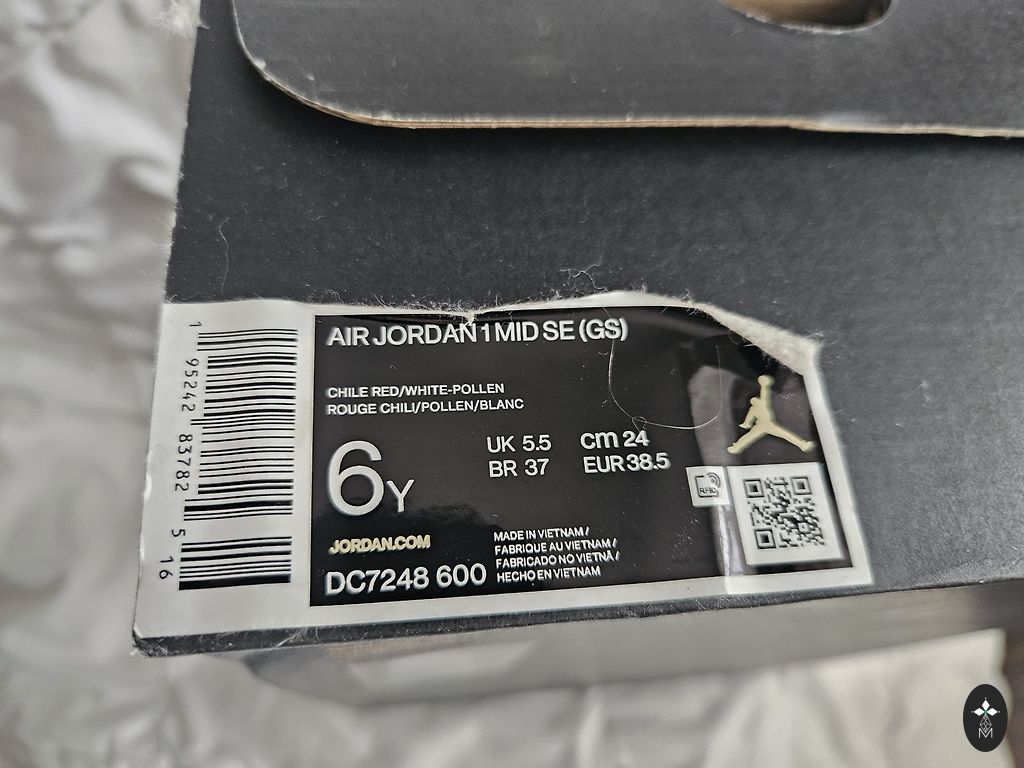 AIR JORDAN 1 MID SE (GS)
CHILE RED/WHITE-POLLEN
ROUGE CHILI/POLLEN/BLANC
6Y
UK 5.5 cm 24
BR 37 EUR 38.5
RFID
JORDAN.COM
DC7248 600
MADE IN VIETNAM /
FABRIQUE AU VIETNAM /
FABRICADO NO VIETNÃ /
HECHO EN VIETNAM
1 95242 83782 5 16
M